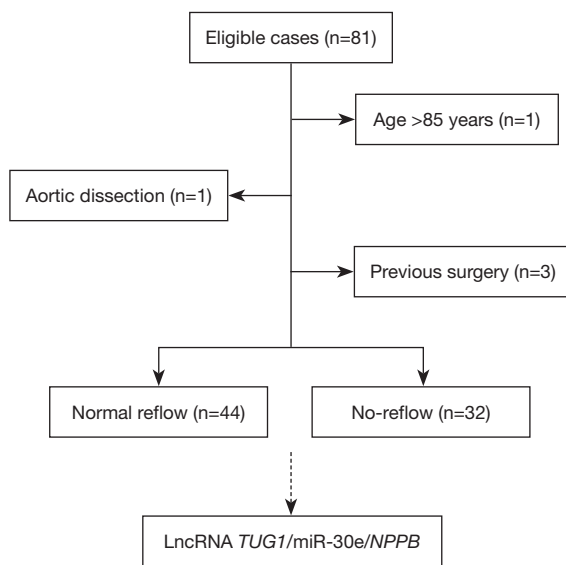 Eligible cases (n=81)
Age >85 years (n=1)
Aortic dissection (n=1)
Previous surgery (n=3)
Normal reflow (n=44)
No-reflow (n=32)
LncRNA TUG1/miR-30e/NPPB